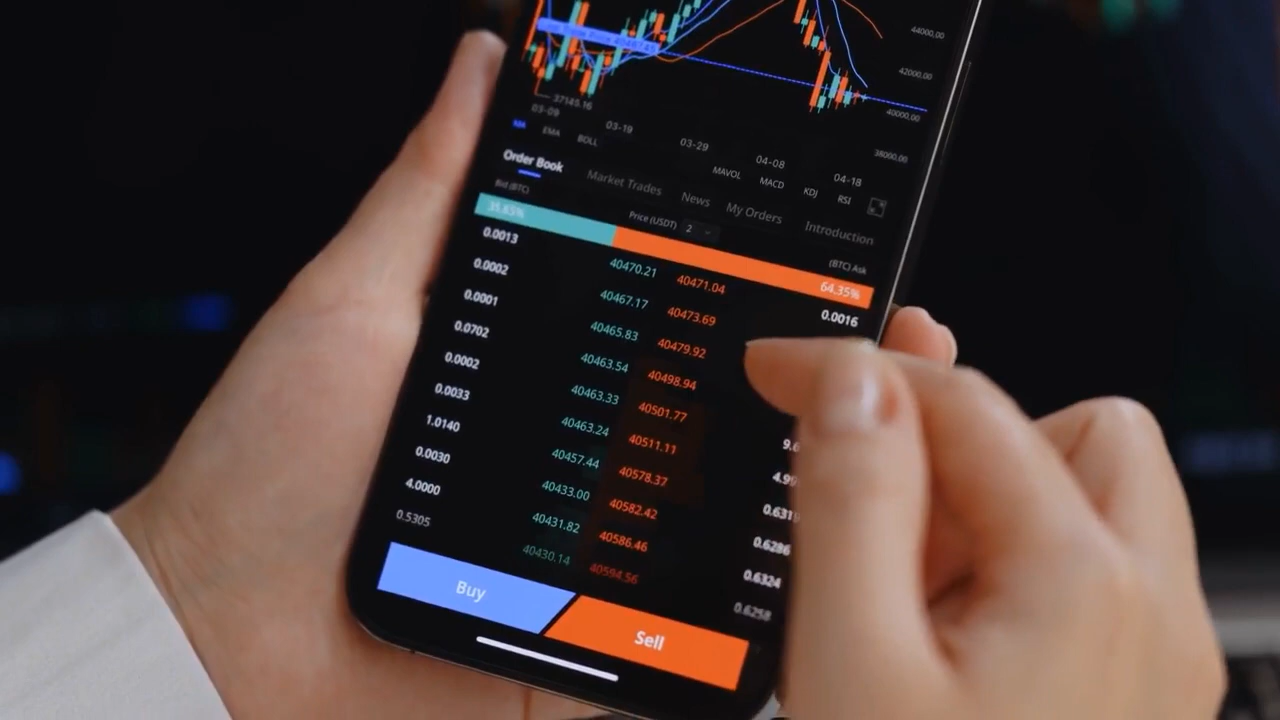 44000,00
42000,00
40000,00
37145.16
38000,00
03-09 03-19 03-29 04-08 04-18
MA EMA BOLL MAVOL MACD KDJ RSI
Order Book Market Trades News My Orders Introduction
Bid (BTC) Price (USDT) 2 (BTC) Ask
35.65% 64.35%
0.0013 40470.21 40471.04 0.0016
0.0002 40467.17 40473.69
0.0001 40465.83 40479.92
0.0702 40463.54 40498.94
0.0002 40463.33 40501.77
0.0033 40463.24 40511.11
1.0140 40457.44 40578.37
0.0030 40433.00 40582.42 0.6286
4.0000 40431.82 40586.46 0.6324
0.5305 40430.14 40594.56 0.6258
Buy Sell